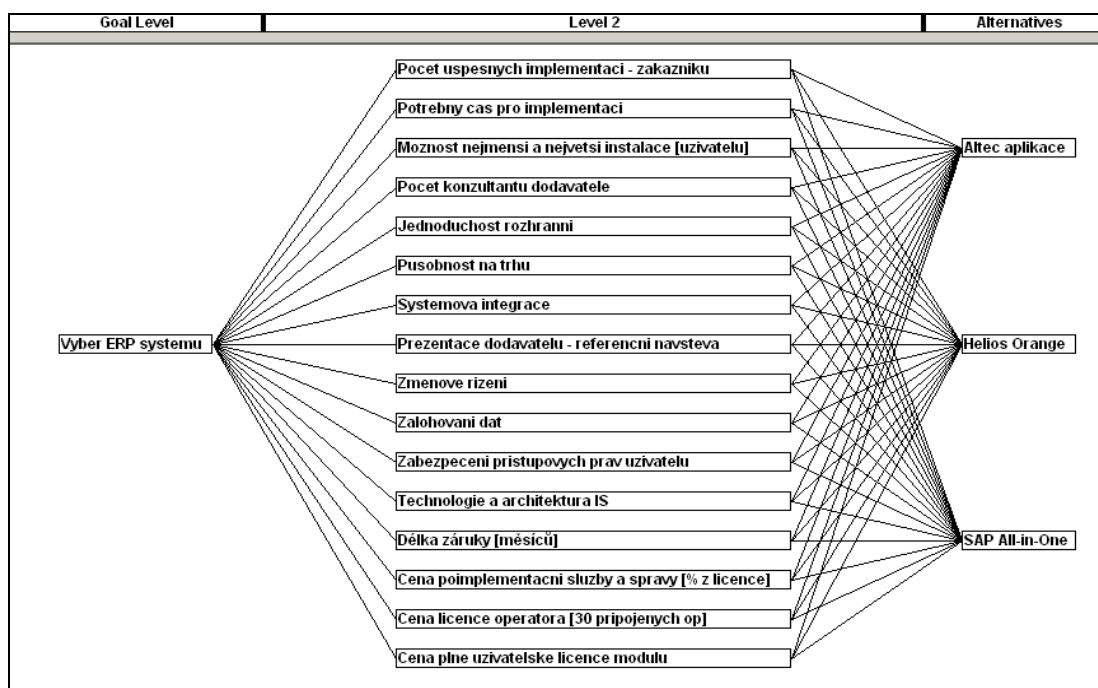 Goal Level
Level 2
Alternatives
Pocet uspesnych implementaci - zakazniku
Potrebny cas pro implementaci
Moznost nejmensi a nejvetsi instalace [uzivatelu]
Pocet konzultantu dodavatele
Jednoduchost rozhranni
Pusobnost na trhu
Systemova integrace
Prezentace dodavatelu - referencni navsteva
Zmenove rizeni
Zalohovani dat
Zabezpeceni pristupovych prav uzivatelu
Technologie a architektura IS
Délka záruky [měsíců]
Cena poimplementacni sluzby a spravy [% z licence]
Cena licence operatora [30 pripojenych op]
Cena plne uzivatelske licence modulu
Vyber ERP systemu
Altec aplikace
Helios Orange
SAP All-in-One